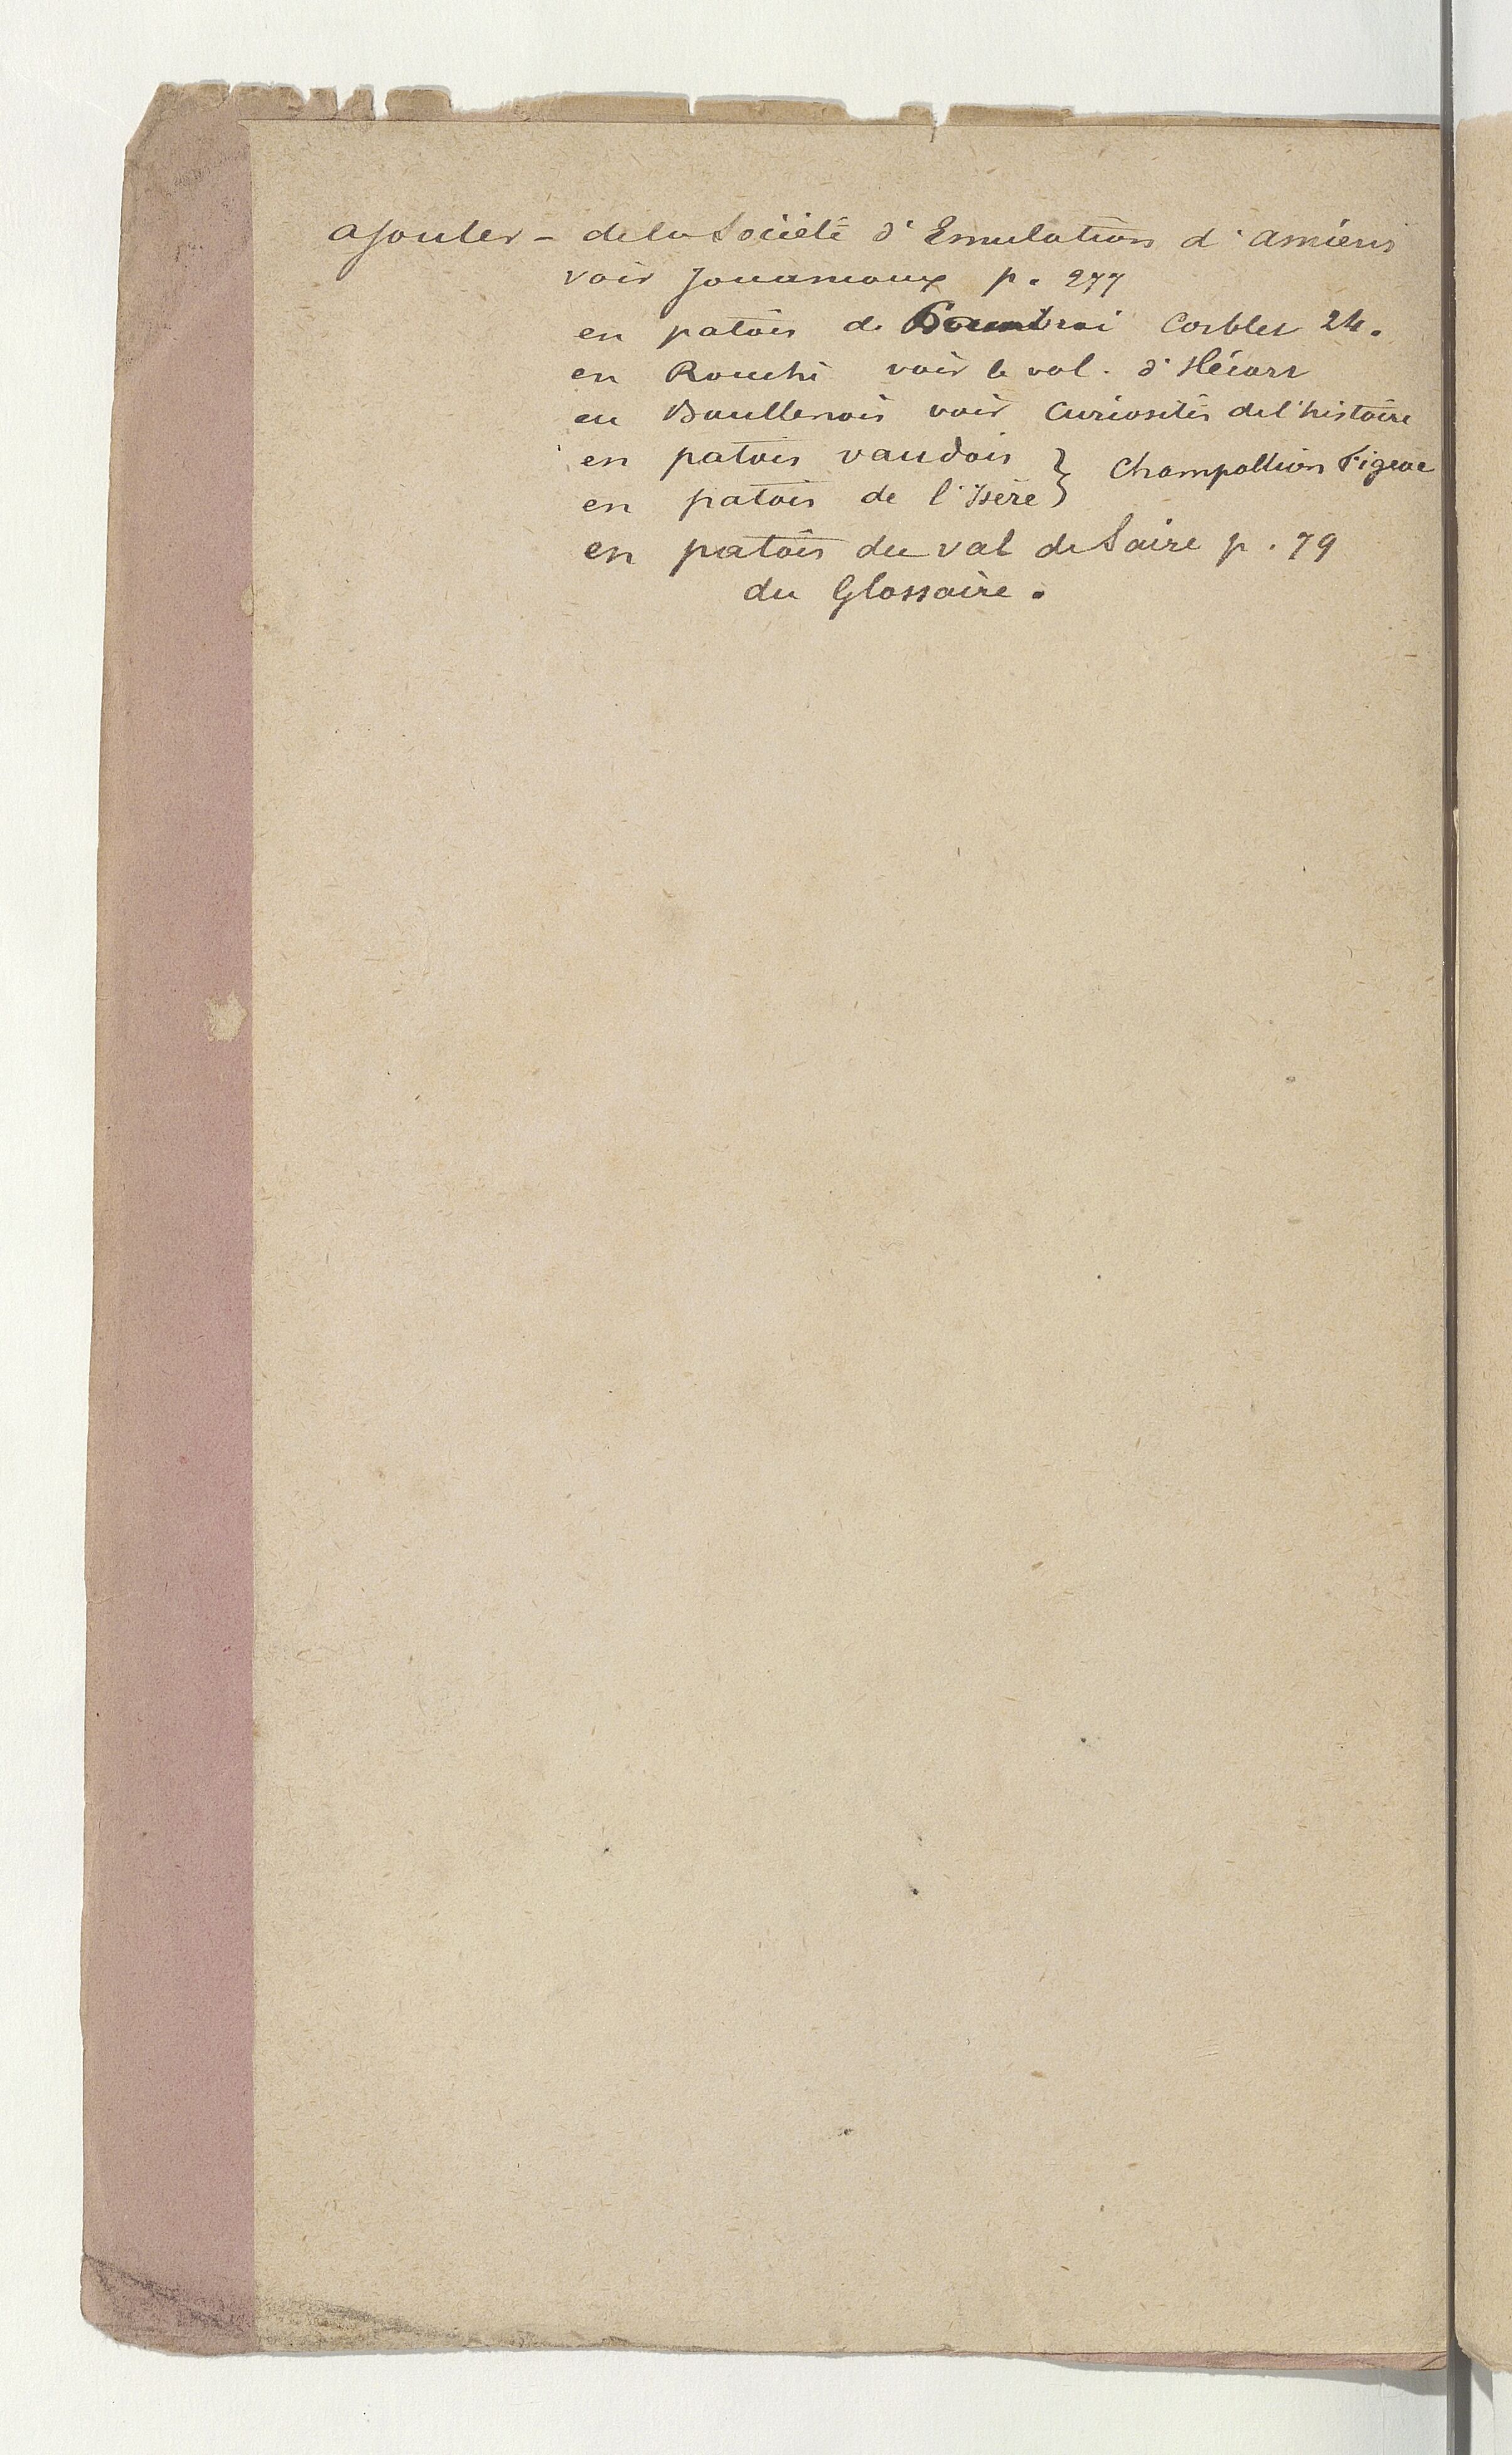 ajouter - de la Société d'Emulation d'Amiens
voir Jouancoux p. 277
en patois de Corblet 24.
en Rouchi voir le vol. d'Hécart
en Doullenois voir Curiosités de l'histoire
en patois vaudois } Champollion Figeac
en patois de l'Isère }
en patois du val de Saire p. 79
du Glossaire.